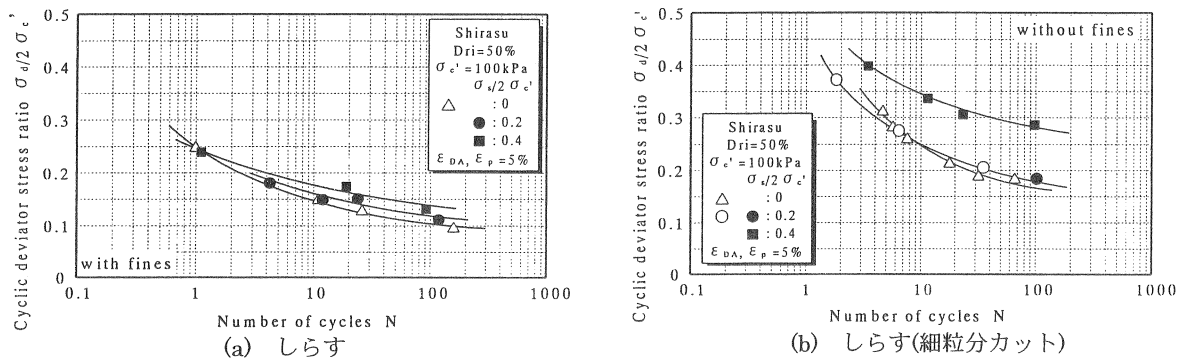 Cyclic deviator stress ratio σd/2σc'
0.5
0.4
0.3
0.2
0.1
0
Shirasu
Dri=50%
σc'=100kPa
σs/2σc'
△ :0
● :0.2
■ :0.4
εDA, εp=5%
with fines
0.1
1
10
100
1000
Number of cycles N
(a) しらす
Cyclic deviator stress ratio σd/2σc'
0.5
0.4
0.3
0.2
0.1
0
without fines
Shirasu
Dri=50%
σc'=100kPa
σs/2σc'
△ :0
○ ● :0.2
■ :0.4
εDA, εp=5%
0.1
1
10
100
1000
Number of cycles N
(b) しらす(細粒分カット)